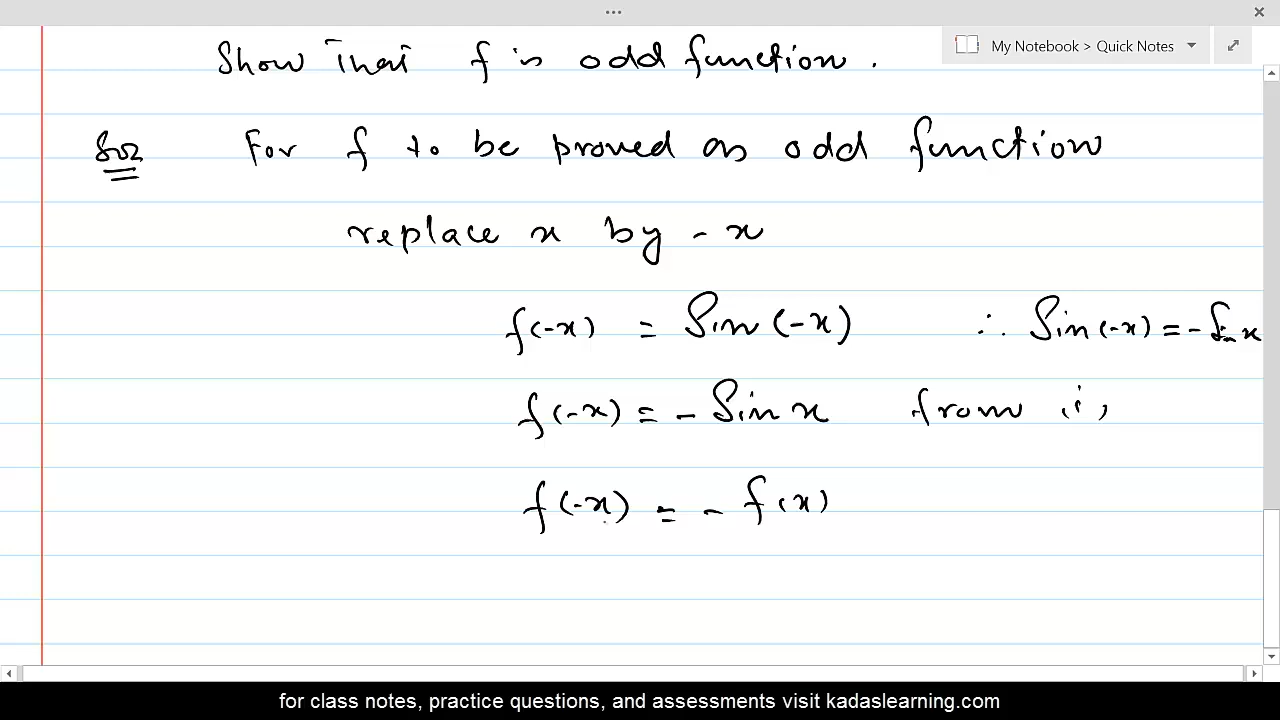 ...
My Notebook > Quick Notes
Show That f is odd function.
Sol For f to be proved as odd function
replace x by -x
f(-x) = Sin(-x) ∴ Sin(-x) = -Sin x
f(-x) = - Sin x from (i)
f(-x) = - f(x)
for class notes, practice questions, and assessments visit kadaslearning.com